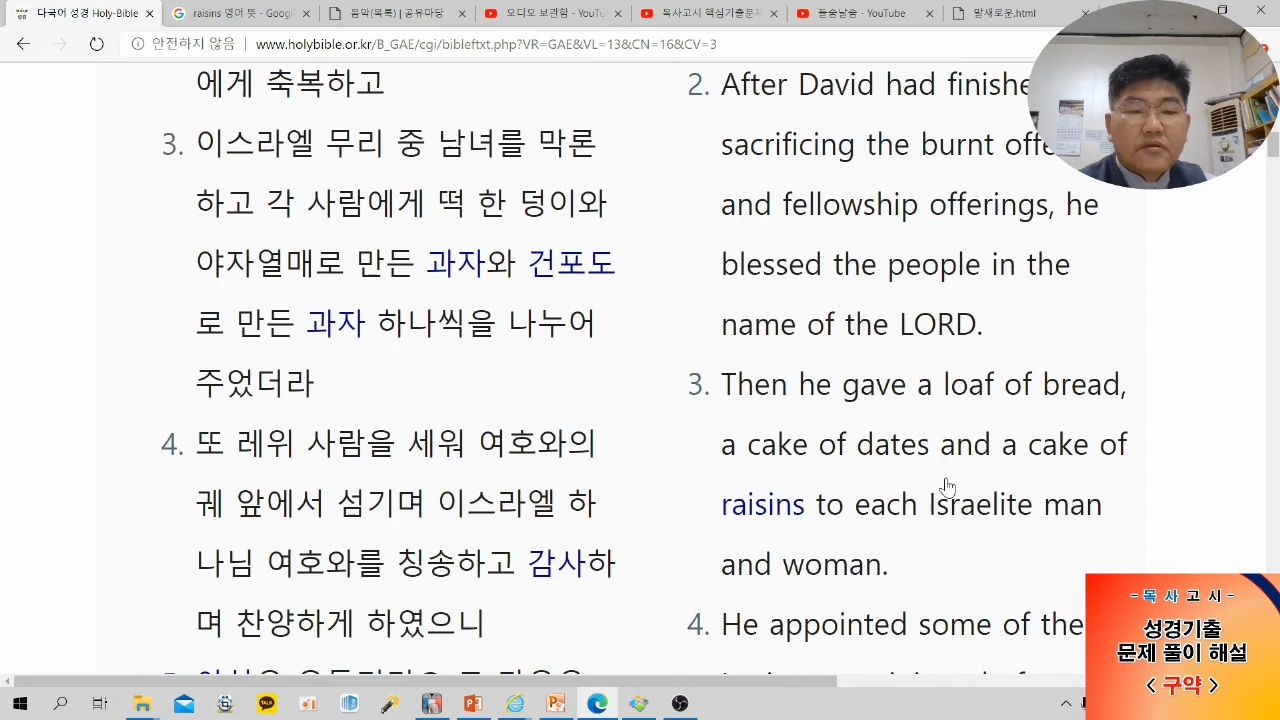 다국어 성경 Holy-Bible
raisins 영어 뜻 - Googl
음악(목록) | 공유마당
오디오 보관함 - YouTu
목사고시 핵심기출문제
들숨날숨 - YouTube
말새로운.html
안전하지 않음
www.holybible.or.kr/B_GAE/cgi/bibleftxt.php?VR=GAE&VL=13&CN=16&CV=3
에게 축복하고
3. 이스라엘 무리 중 남녀를 막론
하고 각 사람에게 떡 한 덩이와
야자열매로 만든 과자와 건포도
로 만든 과자 하나씩을 나누어
주었더라
4. 또 레위 사람을 세워 여호와의
궤 앞에서 섬기며 이스라엘 하
나님 여호와를 칭송하고 감사하
며 찬양하게 하였으니
2. After David had finishe
sacrificing the burnt offe
and fellowship offerings, he
blessed the people in the
name of the LORD.
3. Then he gave a loaf of bread,
a cake of dates and a cake of
raisins to each Israelite man
and woman.
4. He appointed some of the
- 목 사 고 시 -
성경기출
문제 풀이 해설
< 구약 >